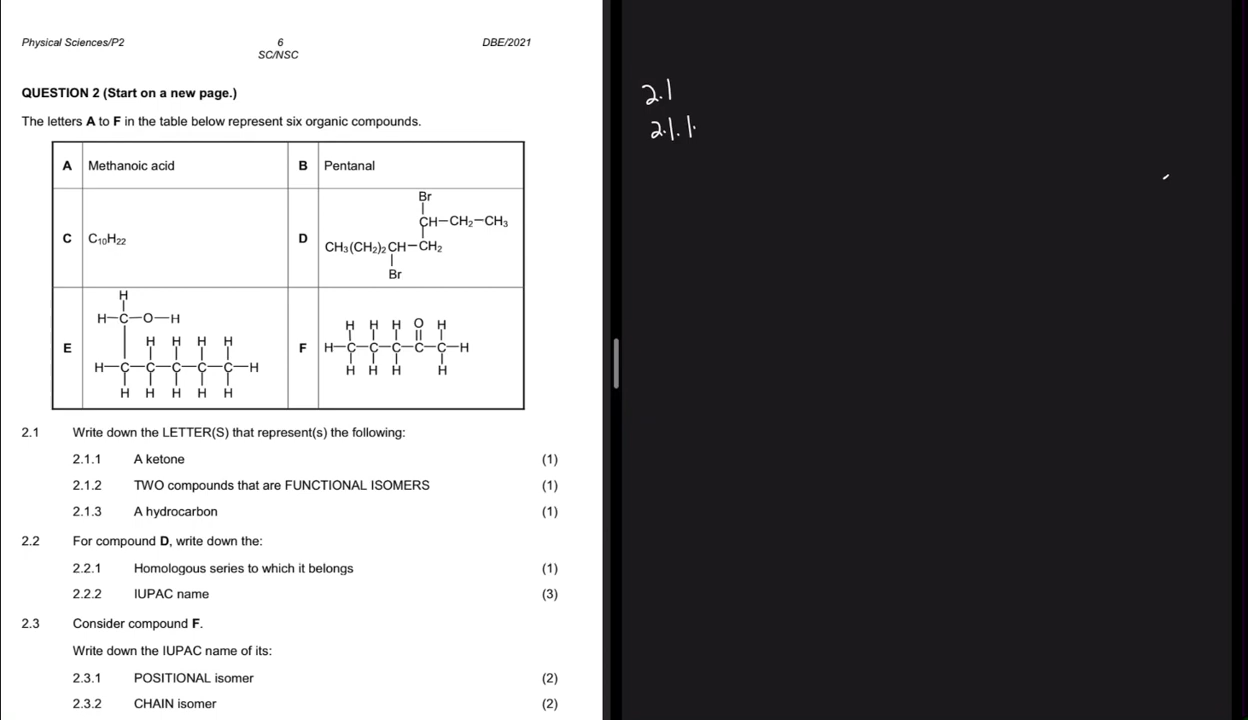 Physical Sciences/P2 6 DBE/2021
SC/NSC
QUESTION 2 (Start on a new page.)
The letters A to F in the table below represent six organic compounds.
A Methanoic acid B Pentanal
C C₁₀H₂₂ D
Br
CH–CH₂–CH₃
CH₃(CH₂)₂CH–CH₂
Br
E
H
H–C–O–H
H H H H
H–C–C–C–C–C–H
H H H H H
F
H H H O H
H–C–C–C–C–C–H
H H H H
2.1 Write down the LETTER(S) that represent(s) the following:
2.1.1 A ketone (1)
2.1.2 TWO compounds that are FUNCTIONAL ISOMERS (1)
2.1.3 A hydrocarbon (1)
2.2 For compound D, write down the:
2.2.1 Homologous series to which it belongs (1)
2.2.2 IUPAC name (3)
2.3 Consider compound F.
Write down the IUPAC name of its:
2.3.1 POSITIONAL isomer (2)
2.3.2 CHAIN isomer (2)
2.1
2.1.1.